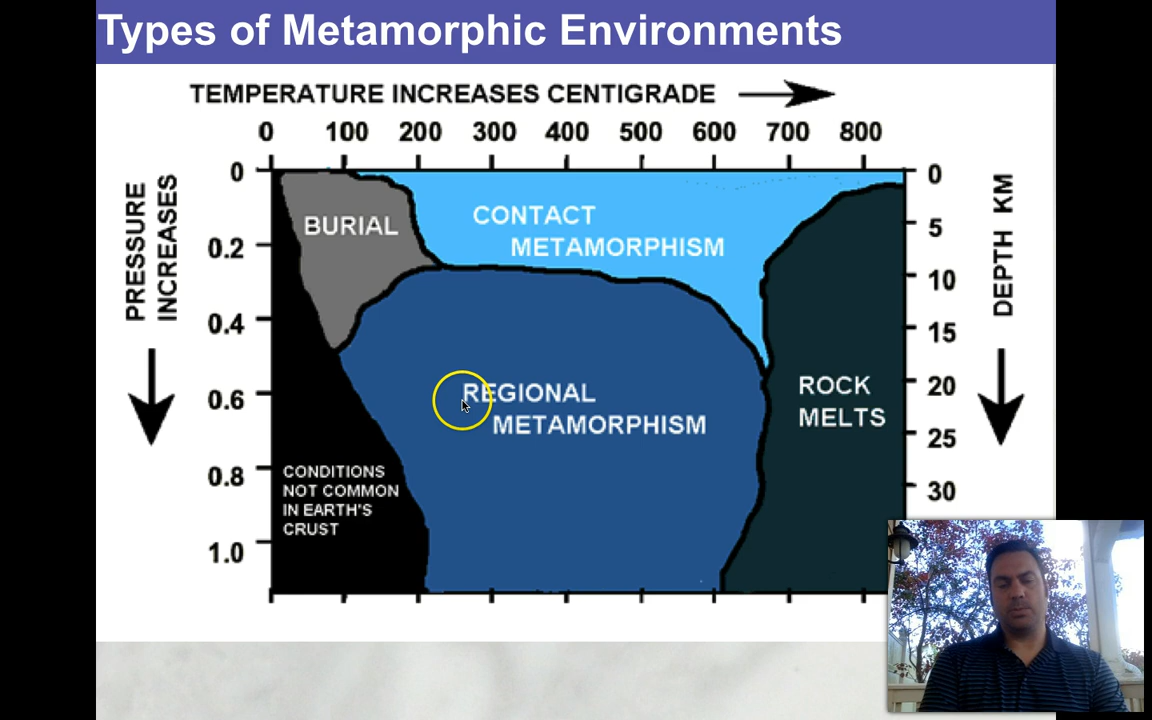 Types of Metamorphic Environments
TEMPERATURE INCREASES CENTIGRADE
0 100 200 300 400 500 600 700 800
PRESSURE
INCREASES
0
0.2
0.4
0.6
0.8
1.0
BURIAL
CONTACT
METAMORPHISM
REGIONAL
METAMORPHISM
ROCK
MELTS
CONDITIONS
NOT COMMON
IN EARTH'S
CRUST
0
5
10
15
20
25
30
DEPTH KM